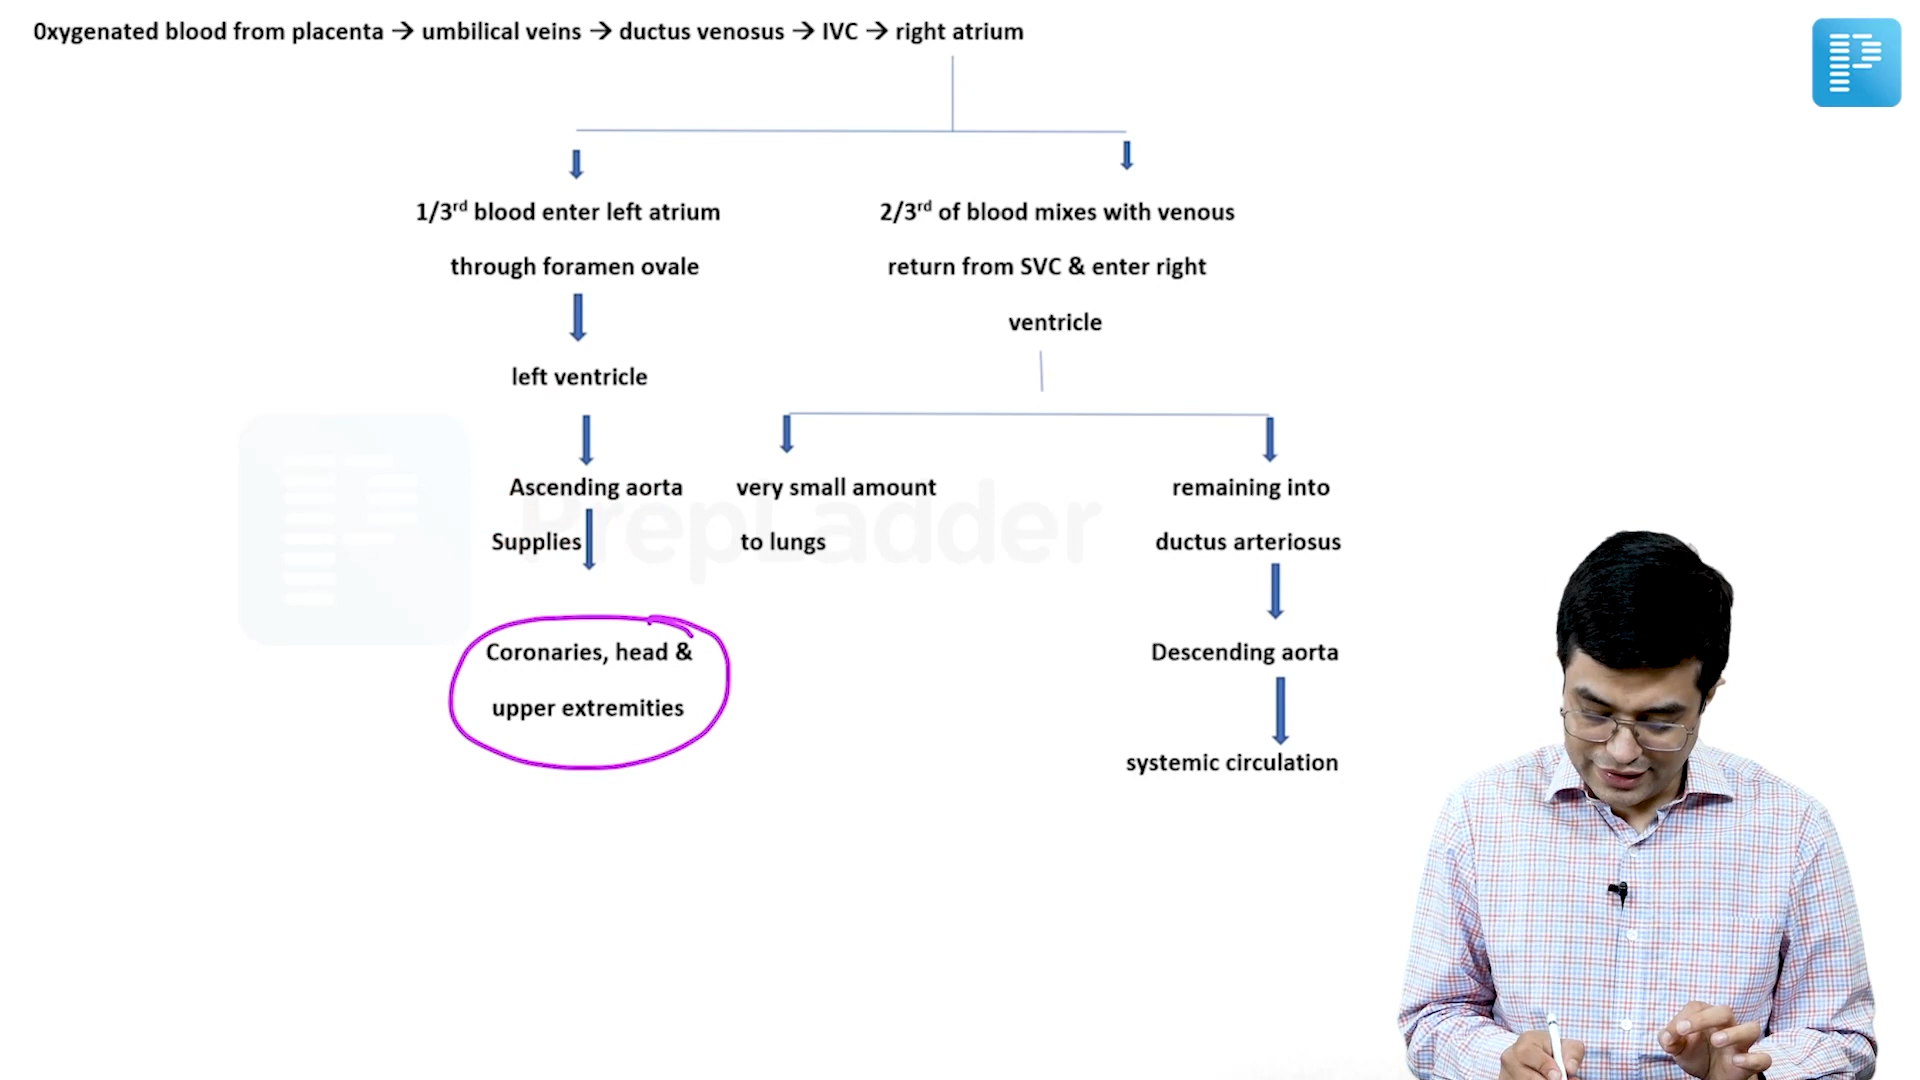 0xygenated blood from placenta → umbilical veins → ductus venosus → IVC → right atrium
1/3rd blood enter left atrium
through foramen ovale
left ventricle
Ascending aorta
Supplies
Coronaries, head &
upper extremities
2/3rd of blood mixes with venous
return from SVC & enter right
ventricle
very small amount
to lungs
remaining into
ductus arteriosus
Descending aorta
systemic circulation
PrepLadder